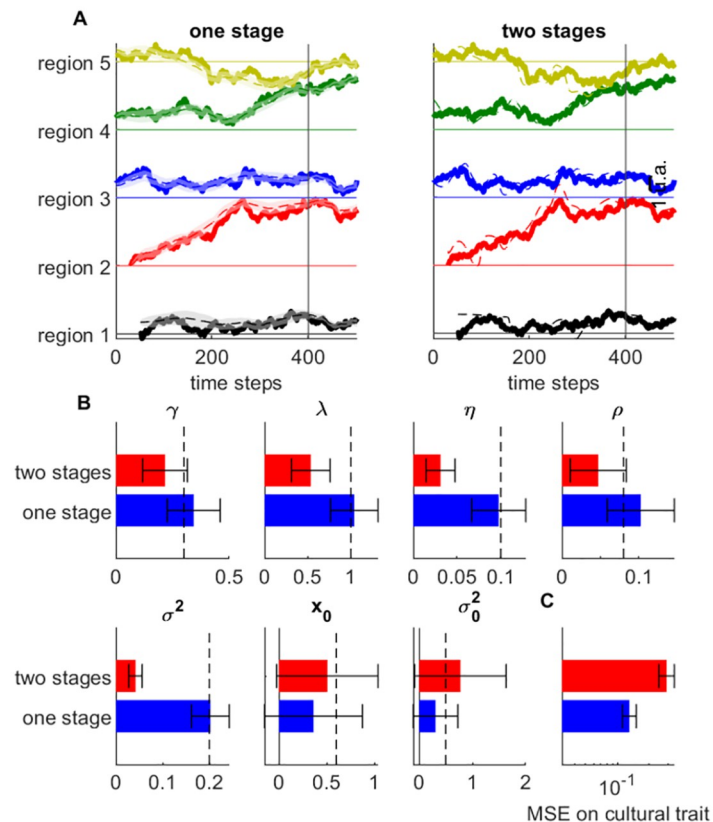 A
one stage
two stages
region 5
region 4
region 3
region 2
region 1
0
200
400
0
200
400
time steps
time steps
u.a.
B
γ
λ
η
ρ
two stages
one stage
0
0.5
0
0.5
1
0
0.05
0.1
0
0.1
σ²
x₀
σ₀²
C
two stages
one stage
0
0.1
0.2
0
0.5
1
0
1
2
10⁻¹
MSE on cultural trait